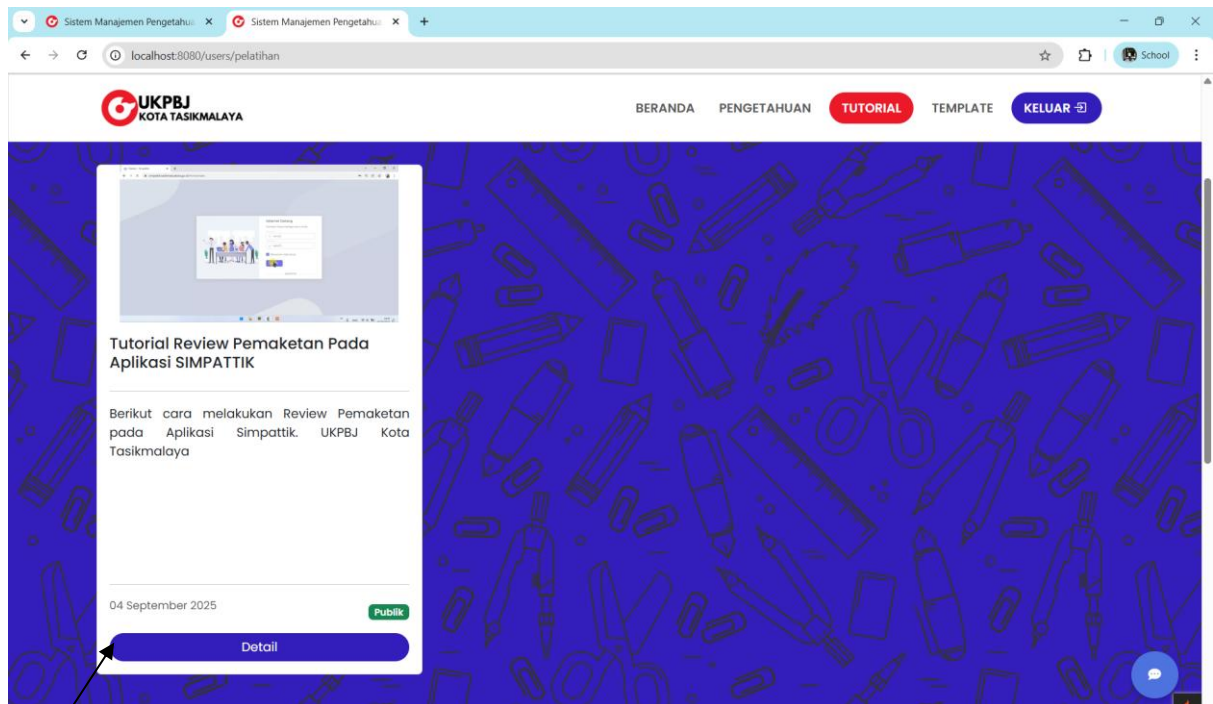 Sistem Manajemen Pengetahua
Sistem Manajemen Pengetahua
localhost:8080/users/pelatihan
School
UKPBJ
KOTA TASIKMALAYA
BERANDA PENGETAHUAN TUTORIAL TEMPLATE KELUAR
Tutorial Review Pemaketan Pada
Aplikasi SIMPATTIK
Berikut cara melakukan Review Pemaketan
pada Aplikasi Simpattik. UKPBJ Kota
Tasikmalaya
04 September 2025
Publik
Detail